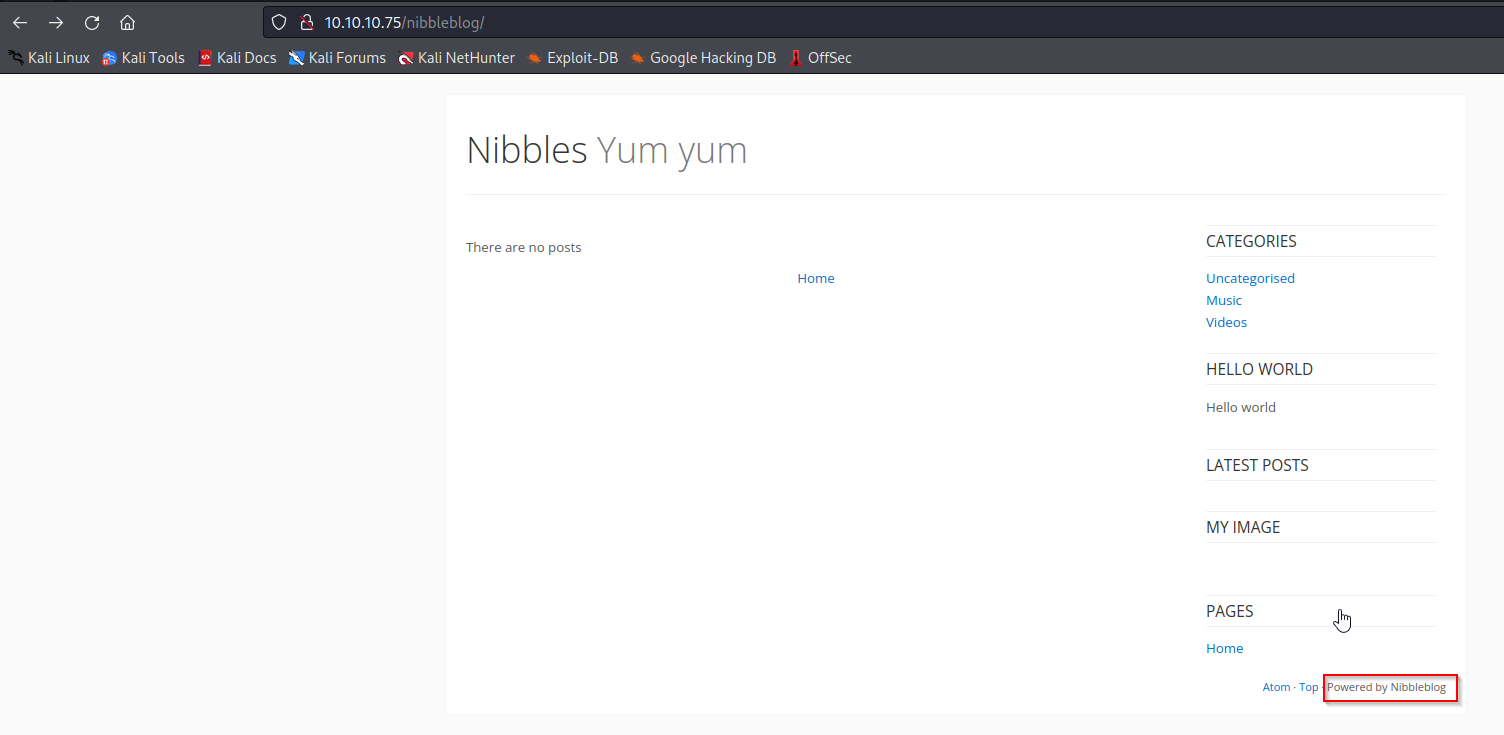 10.10.10.75/nibbleblog/
Kali Linux Kali Tools Kali Docs Kali Forums Kali NetHunter Exploit-DB Google Hacking DB OffSec
Nibbles Yum yum
There are no posts
Home
CATEGORIES
Uncategorised
Music
Videos
HELLO WORLD
Hello world
LATEST POSTS
MY IMAGE
PAGES
Home
Atom · Top · Powered by Nibbleblog